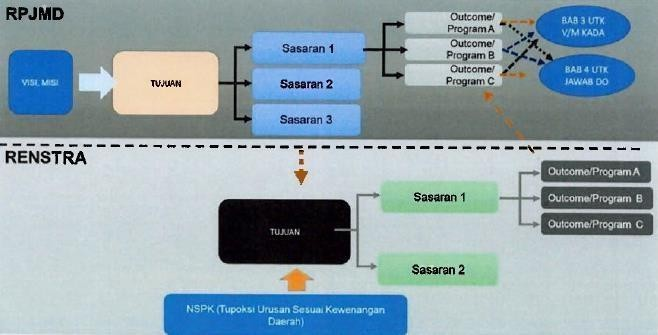 RPJMD
VISI, MISI
TUJUAN
Sasaran 1
Sasaran 2
Sasaran 3
Outcome/
Program A
Outcome/
Program B
Outcome/
Program C
BAB 3 UTK
V/M KADA
BAB 4 UTK
JAWAB DO
RENSTRA
TUJUAN
Sasaran 1
Sasaran 2
Outcome/Program A
Outcome/Program B
Outcome/Program C
NSPK (Tupoksi Urusan Sesuai Kewenangan
Daerah)